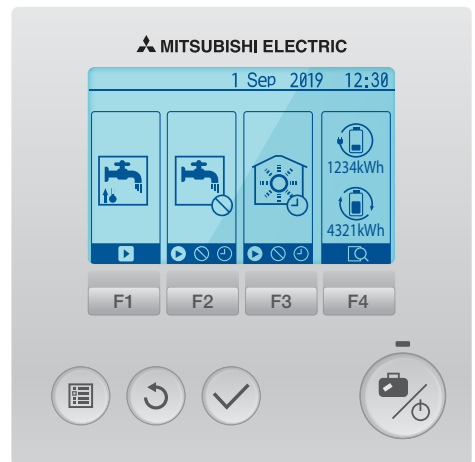 MITSUBISHI ELECTRIC
1 Sep 2019 12:30
1234kWh
4321kWh
F1 F2 F3 F4